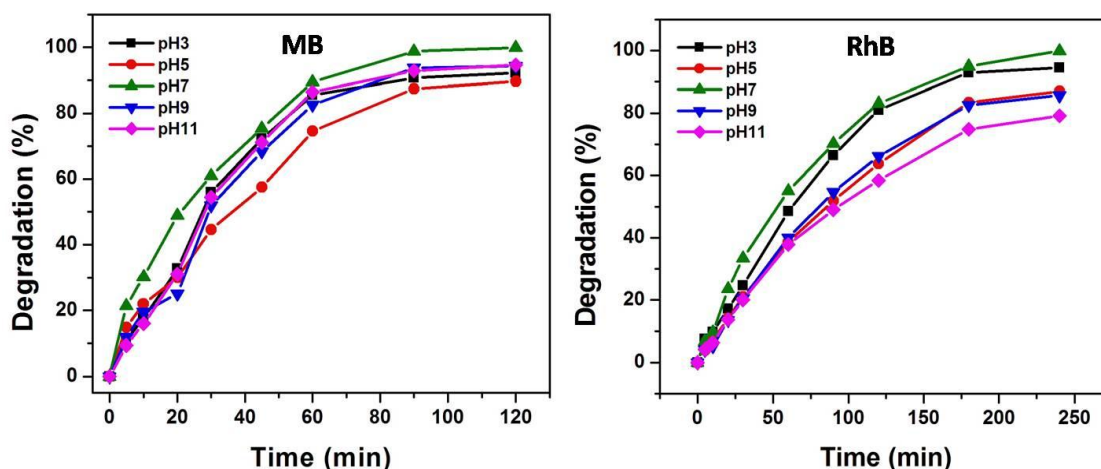 MB
pH3
pH5
pH7
pH9
pH11
100
80
60
40
20
0
Degradation (%)
0 20 40 60 80 100 120
Time (min)
RhB
pH3
pH5
pH7
pH9
pH11
100
80
60
40
20
0
Degradation (%)
0 50 100 150 200 250
Time (min)